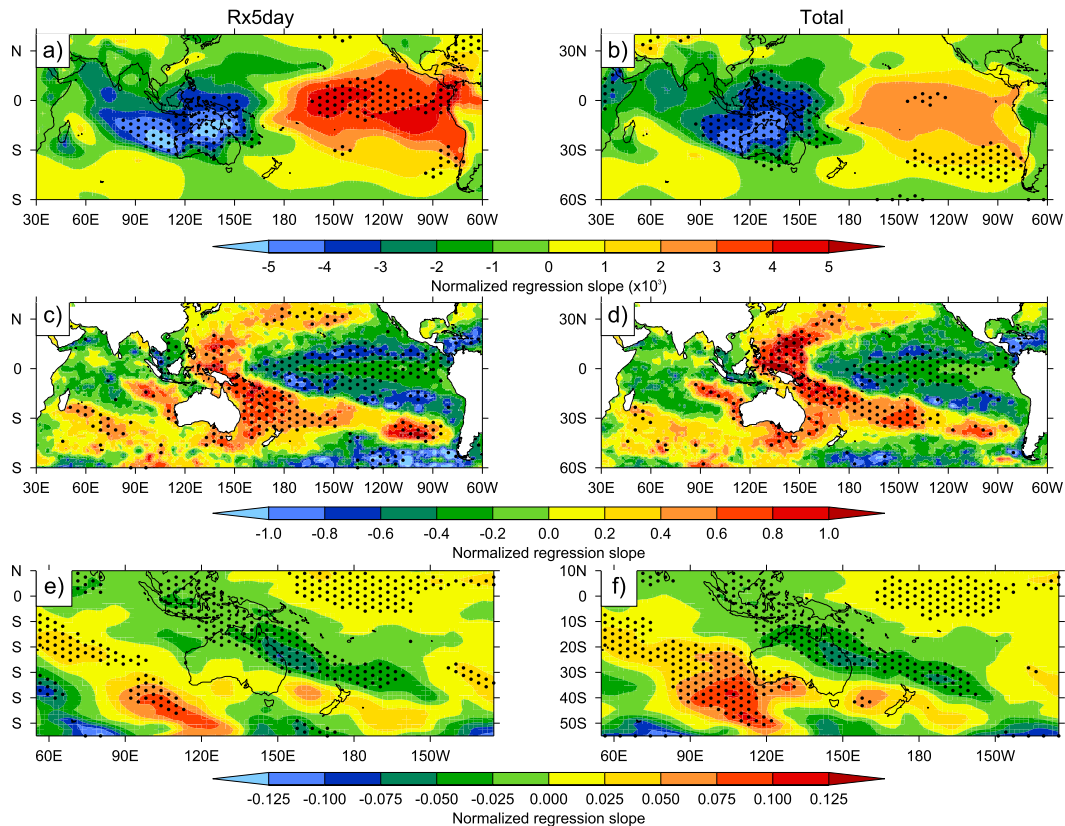 Rx5day Total
a) b)
N 30N
0 0
S 30S
S 60S
30E 60E 90E 120E 150E 180 150W 120W 90W 60W 30E 60E 90E 120E 150E 180 150W 120W 90W 60W
-5 -4 -3 -2 -1 0 1 2 3 4 5
Normalized regression slope (x10³)
c) d)
N 30N
0 0
S 30S
S 60S
30E 60E 90E 120E 150E 180 150W 120W 90W 60W 30E 60E 90E 120E 150E 180 150W 120W 90W 60W
-1.0 -0.8 -0.6 -0.4 -0.2 0.0 0.2 0.4 0.6 0.8 1.0
Normalized regression slope
e) f)
N 10N
0 0
S 10S
S 20S
S 30S
S 40S
S 50S
90E 120E 150E 180 150W 60E 90E 120E 150E 180 150W
-0.125 -0.100 -0.075 -0.050 -0.025 0.000 0.025 0.050 0.075 0.100 0.125
Normalized regression slope